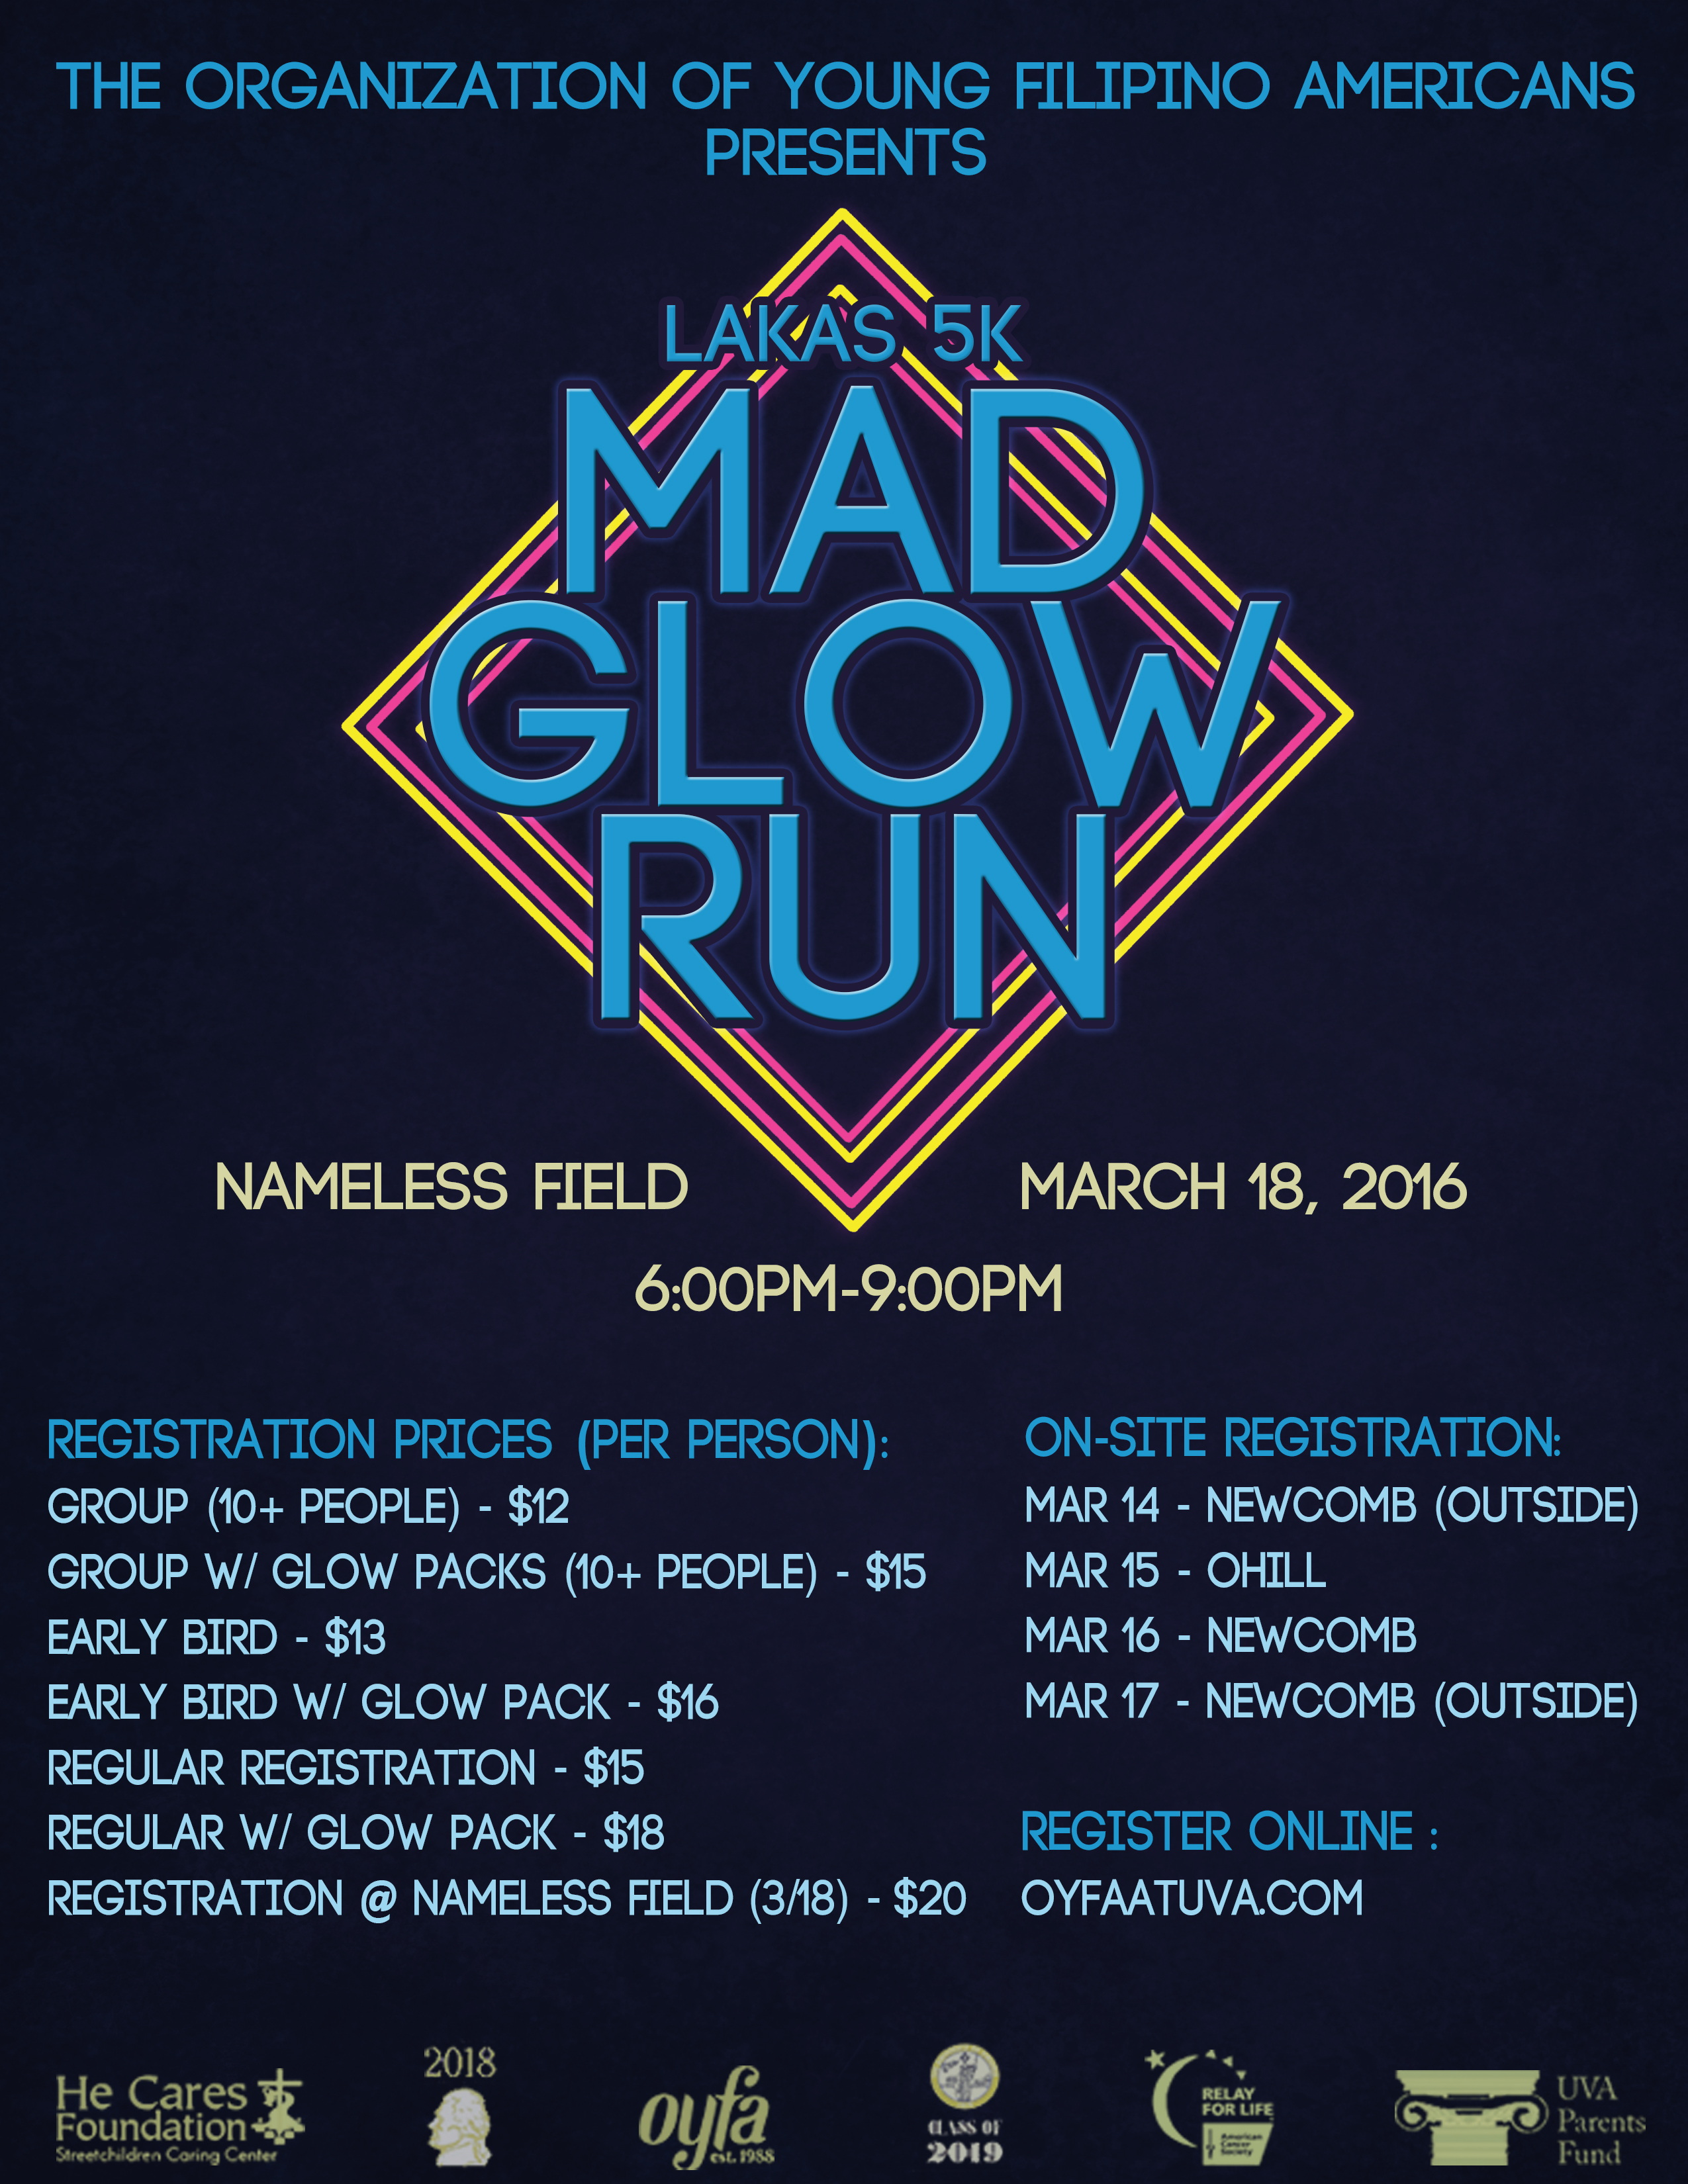 THE ORGANIZATION OF YOUNG FILIPINO AMERICANS
PRESENTS
LAKAS 5K
MAD
GLOW
RUN
NAMELESS FIELD
MARCH 18, 2016
6:00PM-9:00PM
REGISTRATION PRICES (PER PERSON):
GROUP (10+ PEOPLE) - $12
GROUP W/ GLOW PACKS (10+ PEOPLE) - $15
EARLY BIRD - $13
EARLY BIRD W/ GLOW PACK - $16
REGULAR REGISTRATION - $15
REGULAR W/ GLOW PACK - $18
REGISTRATION @ NAMELESS FIELD (3/18) - $20
ON-SITE REGISTRATION:
MAR 14 - NEWCOMB (OUTSIDE)
MAR 15 - OHILL
MAR 16 - NEWCOMB
MAR 17 - NEWCOMB (OUTSIDE)
REGISTER ONLINE :
OYFAATUVA.COM
He Cares
Foundation
Streetchildren Caring Center
2018
oyfa
est. 1988
CLASS OF
2019
RELAY
FOR LIFE
American
Cancer
Society
UVA
Parents
Fund